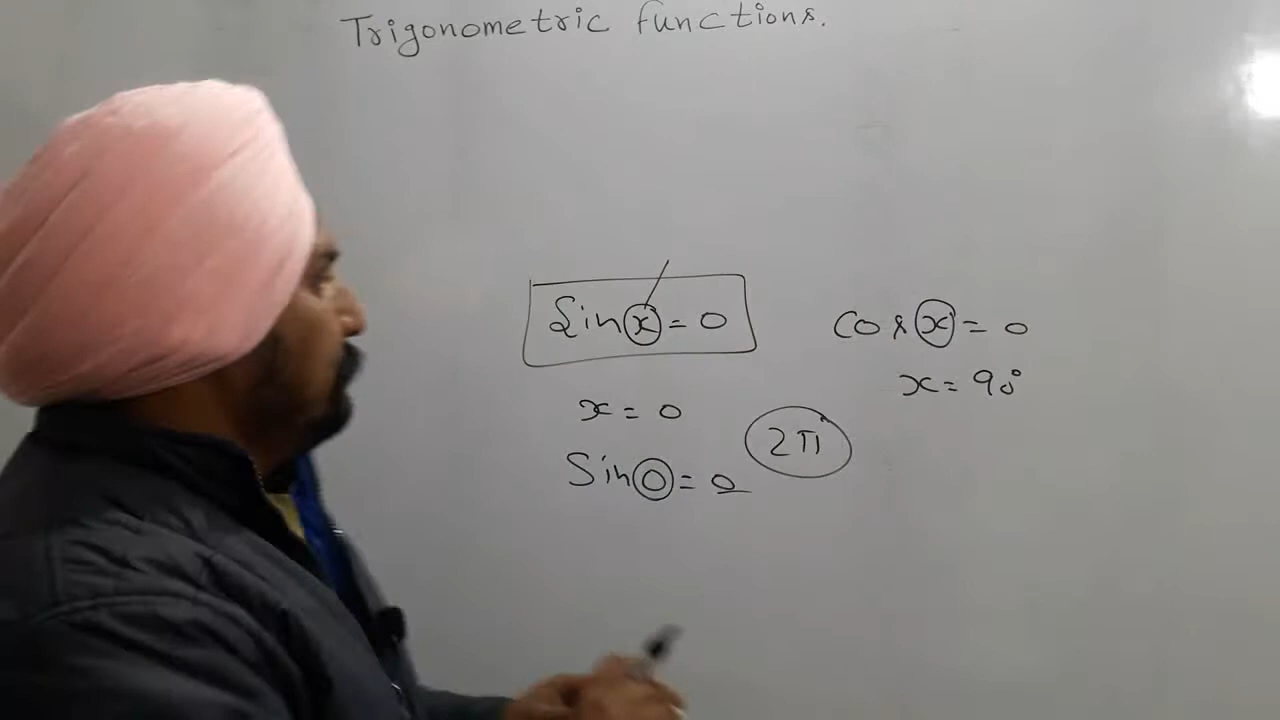 Trigonometric functions.
Sin x = 0
cos x = 0
x = 0
x = 90°
2π
Sin 0 = 0